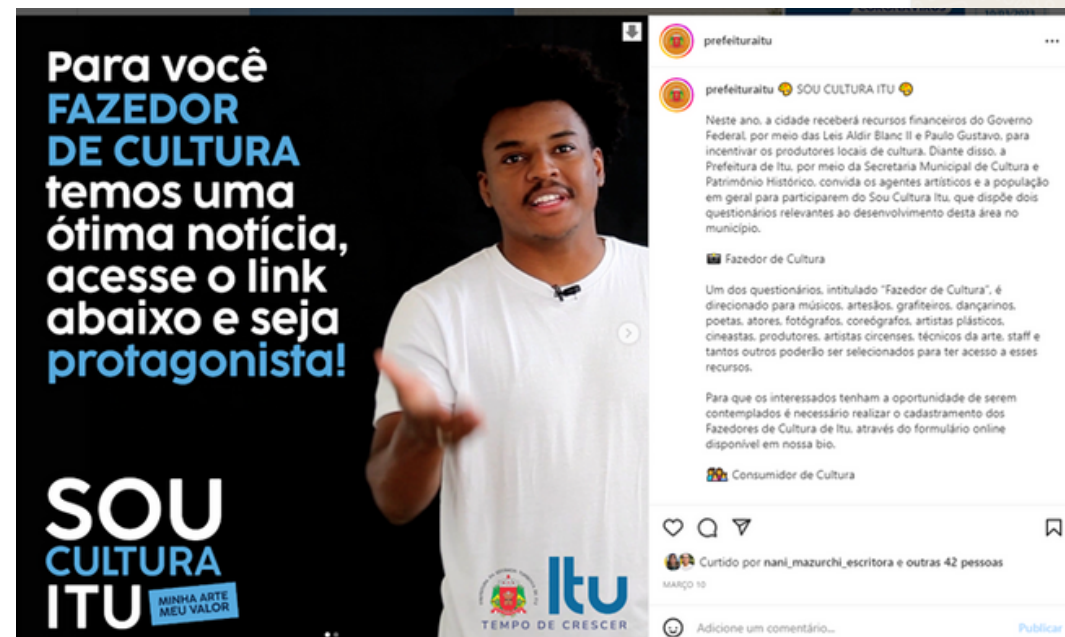 Para você
FAZEDOR
DE CULTURA
temos uma
ótima notícia,
acesse o link
abaixo e seja
protagonista!
SOU
CULTURA
ITU
MINHA ARTE
MEU VALOR
Itu
TEMPO DE CRESCER
prefeituraitu
prefeituraitu SOU CULTURA ITU
Neste ano, a cidade receberá recursos financeiros do Governo
Federal, por meio das Leis Aldir Blanc II e Paulo Gustavo, para
incentivar os produtores locais de cultura. Diante disso, a
Prefeitura de Itu, por meio da Secretaria Municipal de Cultura e
Patrimônio Histórico, convida os agentes artísticos e a população
em geral para participarem do Sou Cultura Itu, que dispõe dois
questionários relevantes ao desenvolvimento desta área no
município.
Fazedor de Cultura
Um dos questionários, intitulado "Fazedor de Cultura", é
direcionado para músicos, artesãos, grafiteiros, dançarinos,
poetas, atores, fotógrafos, coreógrafos, artistas plásticos,
cineastas, produtores, artistas circenses, técnicos da arte, staff e
tantos outros poderão ser selecionados para ter acesso a esses
recursos.
Para que os interessados tenham a oportunidade de serem
contemplados é necessário realizar o cadastramento dos
Fazedores de Cultura de Itu, através do formulário online
disponível em nossa bio.
Consumidor de Cultura
Curtido por nani_mazurchi_escritora e outras 42 pessoas
MARÇO 10
Adicione um comentário...
Publicar